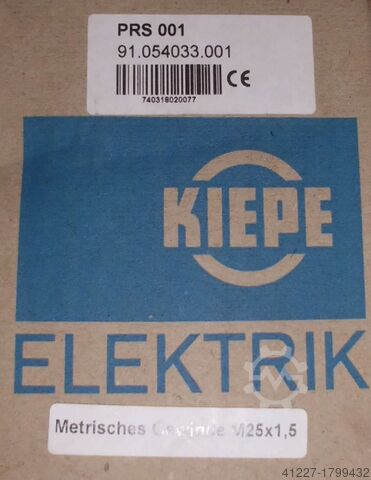 PRS 001
91.054033.001
740318020077
CE
KIEPE
ELEKTRIK
Metrisches Gewinde M25x1,5
41227-1799432